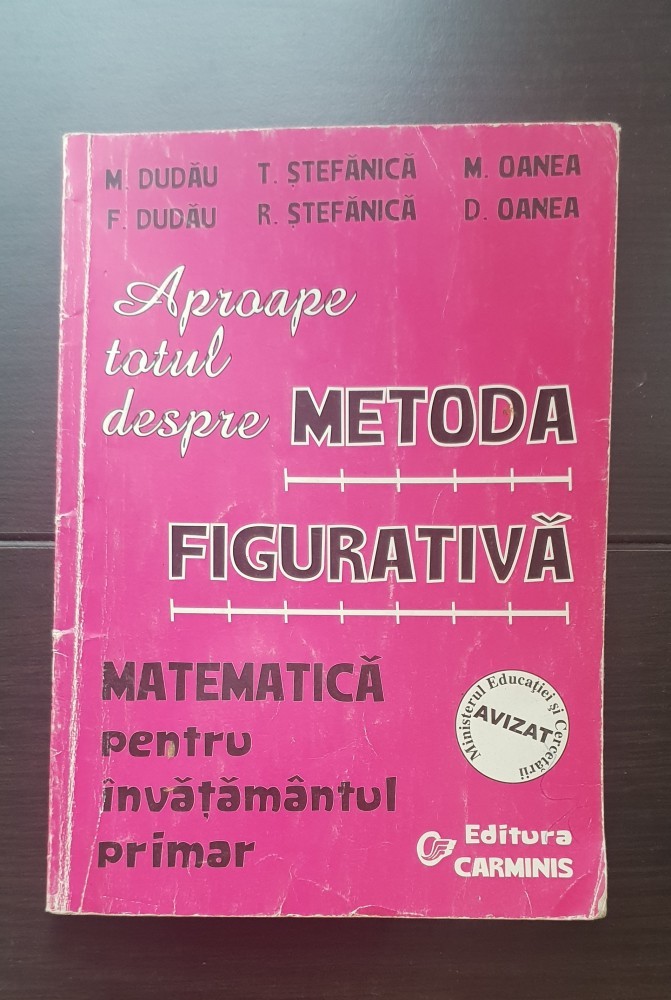 M. DUDĂU T. ȘTEFĂNICĂ M. OANEA
F. DUDĂU R. ȘTEFĂNICĂ D. OANEA
Aproape
totul
despre METODA
FIGURATIVĂ
MATEMATICĂ
pentru
învățământul
primar
Ministerul Educației și Cercetării
AVIZAT
Editura
CARMINIS